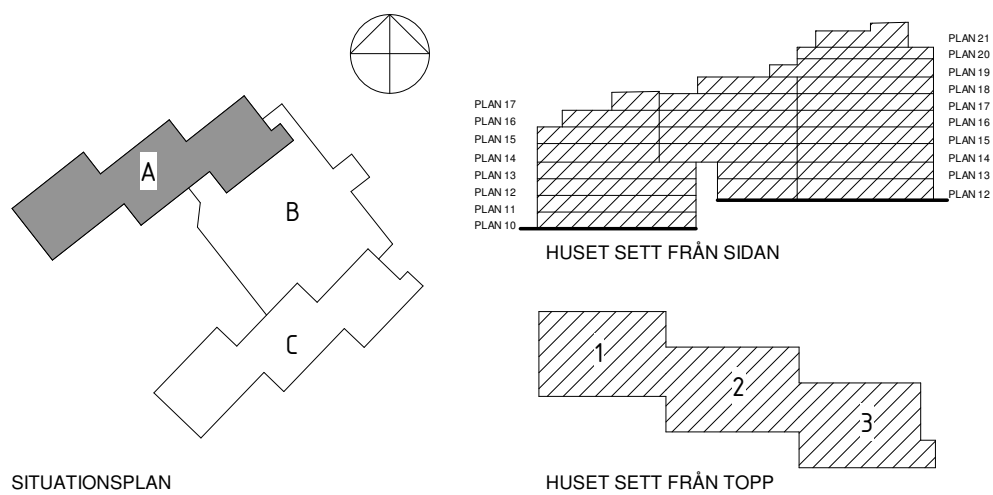 A
B
C
SITUATIONSPLAN
PLAN 17
PLAN 16
PLAN 15
PLAN 14
PLAN 13
PLAN 12
PLAN 11
PLAN 10
PLAN 21
PLAN 20
PLAN 19
PLAN 18
PLAN 17
PLAN 16
PLAN 15
PLAN 14
PLAN 13
PLAN 12
HUSET SETT FRÅN SIDAN
1
2
3
HUSET SETT FRÅN TOPP